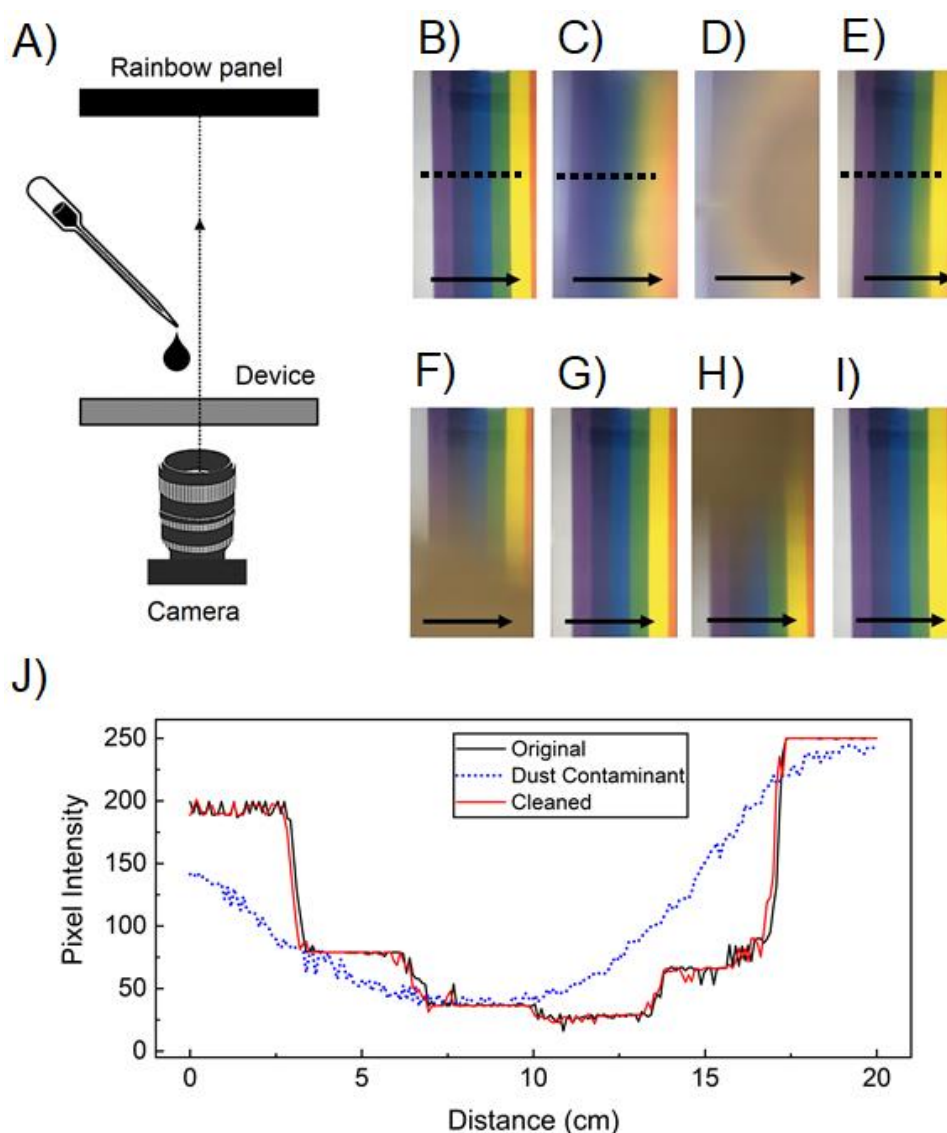 A)
Rainbow panel
Device
Camera
B)
C)
D)
E)
F)
G)
H)
I)
J)
Original
Dust Contaminant
Cleaned
Pixel Intensity
250
200
150
100
50
0
0
5
10
15
20
Distance (cm)